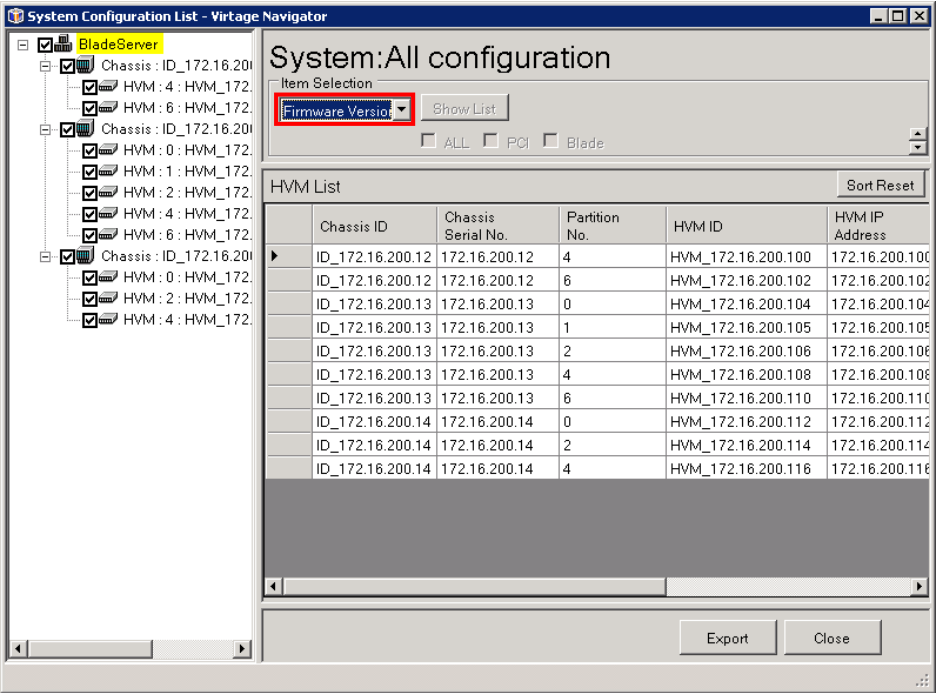 System Configuration List - Virtage Navigator
BladeServer
Chassis : ID_172.16.20
HVM : 4 : HVM_172.
HVM : 6 : HVM_172.
Chassis : ID_172.16.20
HVM : 0 : HVM_172.
HVM : 1 : HVM_172.
HVM : 2 : HVM_172.
HVM : 4 : HVM_172.
HVM : 6 : HVM_172.
Chassis : ID_172.16.20
HVM : 0 : HVM_172.
HVM : 2 : HVM_172.
HVM : 4 : HVM_172.
System:All configuration
Item Selection
Firmware Version Show List
ALL PCI Blade
HVM List Sort Reset
Chassis ID Chassis Serial No. Partition No. HVM ID HVM IP Address
ID_172.16.200.12 172.16.200.12 4 HVM_172.16.200.100 172.16.200.100
ID_172.16.200.12 172.16.200.12 6 HVM_172.16.200.102 172.16.200.102
ID_172.16.200.13 172.16.200.13 0 HVM_172.16.200.104 172.16.200.104
ID_172.16.200.13 172.16.200.13 1 HVM_172.16.200.105 172.16.200.105
ID_172.16.200.13 172.16.200.13 2 HVM_172.16.200.106 172.16.200.106
ID_172.16.200.13 172.16.200.13 4 HVM_172.16.200.108 172.16.200.108
ID_172.16.200.13 172.16.200.13 6 HVM_172.16.200.110 172.16.200.110
ID_172.16.200.14 172.16.200.14 0 HVM_172.16.200.112 172.16.200.112
ID_172.16.200.14 172.16.200.14 2 HVM_172.16.200.114 172.16.200.114
ID_172.16.200.14 172.16.200.14 4 HVM_172.16.200.116 172.16.200.116
Export Close